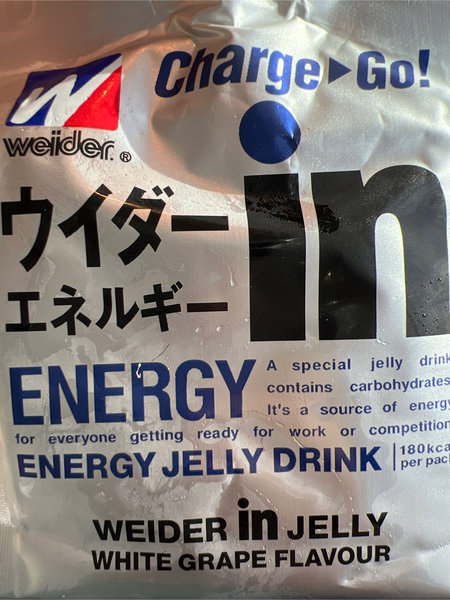 Charge▶Go!
W
weider.®
in
ウイダー
エネルギー
ENERGY
A special jelly drink
contains carbohydrates
It's a source of energy
for everyone getting ready for work or competition
ENERGY JELLY DRINK
180kca
per pac
WEIDER in JELLY
WHITE GRAPE FLAVOUR